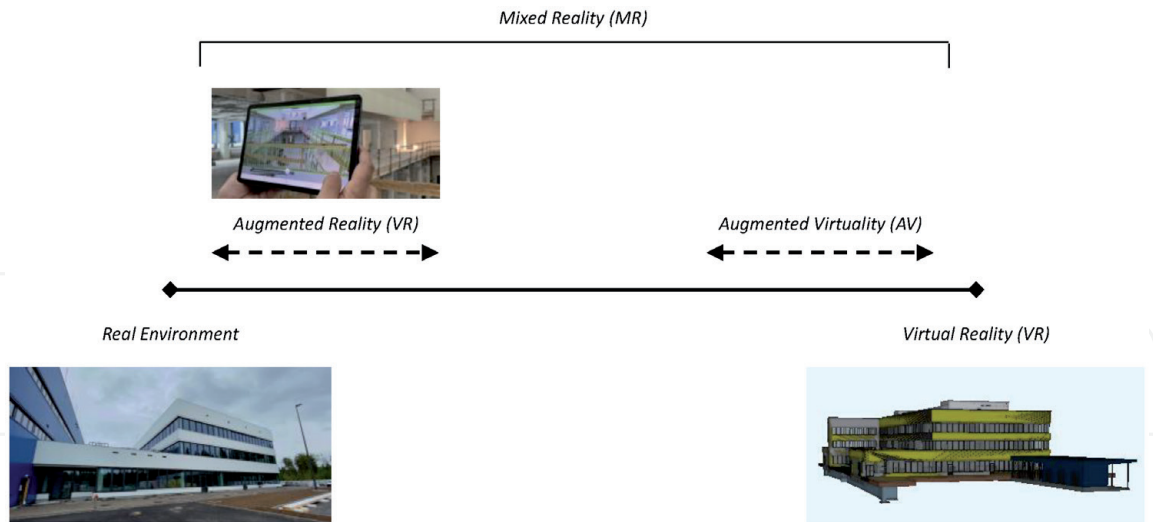 Mixed Reality (MR)
Augmented Reality (VR)
Augmented Virtuality (AV)
Real Environment
Virtual Reality (VR)